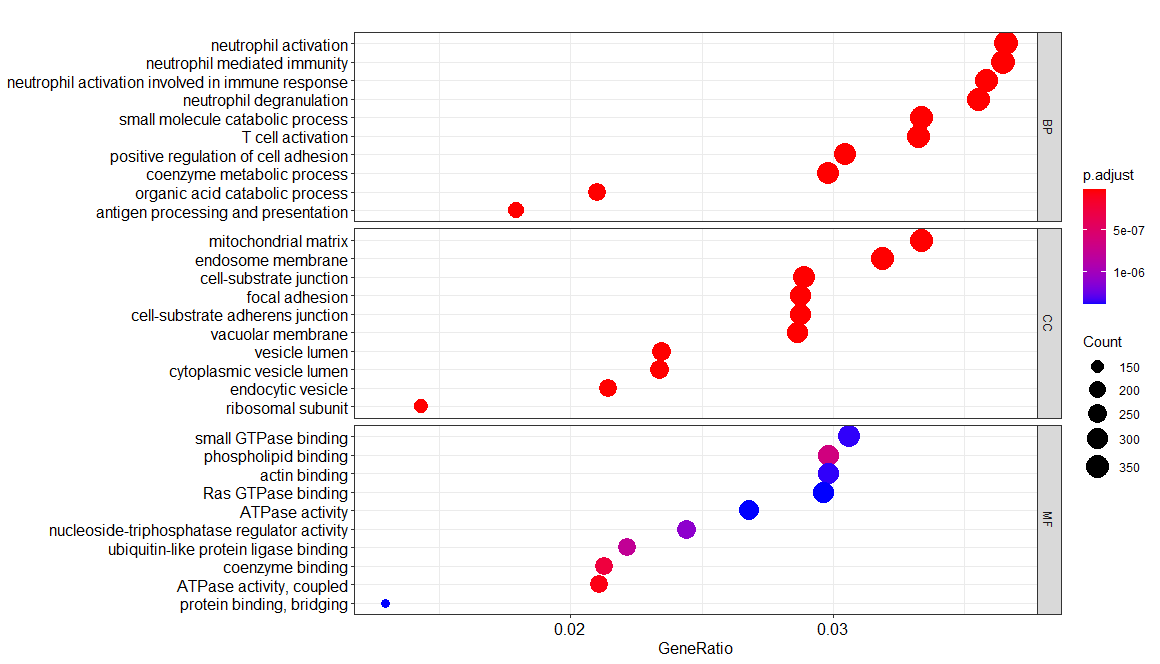 neutrophil activation
neutrophil mediated immunity
neutrophil activation involved in immune response
neutrophil degranulation
small molecule catabolic process
T cell activation
positive regulation of cell adhesion
coenzyme metabolic process
organic acid catabolic process
antigen processing and presentation
BP
mitochondrial matrix
endosome membrane
cell-substrate junction
focal adhesion
cell-substrate adherens junction
vacuolar membrane
vesicle lumen
cytoplasmic vesicle lumen
endocytic vesicle
ribosomal subunit
CC
small GTPase binding
phospholipid binding
actin binding
Ras GTPase binding
ATPase activity
nucleoside-triphosphatase regulator activity
ubiquitin-like protein ligase binding
coenzyme binding
ATPase activity, coupled
protein binding, bridging
MF
0.02
0.03
GeneRatio
p.adjust
5e-07
1e-06
Count
150
200
250
300
350